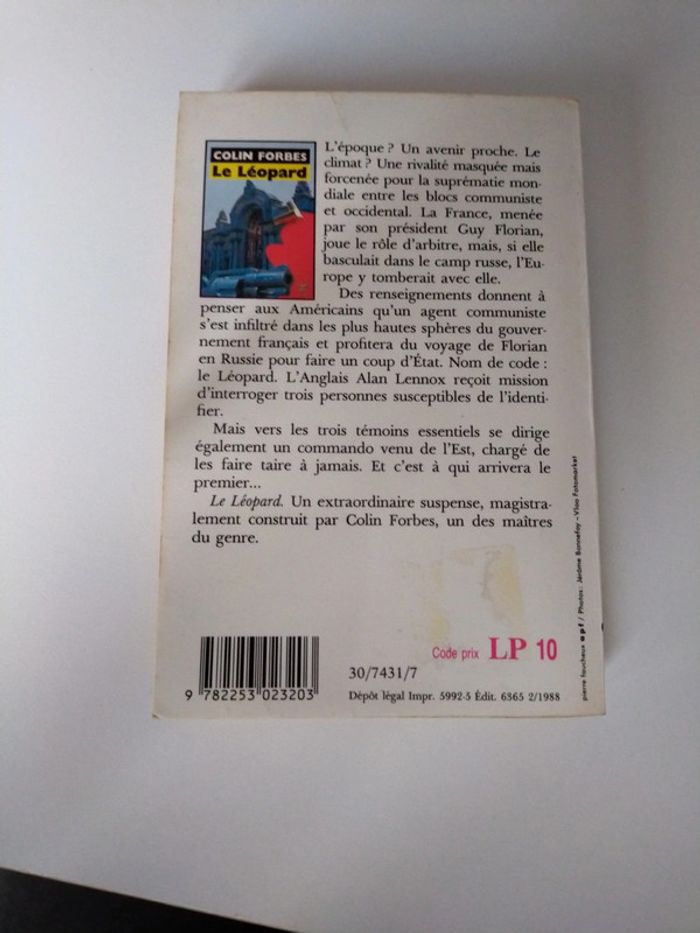 COLIN FORBES
Le Léopard
L'époque ? Un avenir proche. Le
climat ? Une rivalité masquée mais
forcenée pour la suprématie mon-
diale entre les blocs communiste
et occidental. La France, menée
par son président Guy Florian,
joue le rôle d'arbitre, mais, si elle
basculait dans le camp russe, l'Eu-
rope y tomberait avec elle.
Des renseignements donnent à
penser aux Américains qu'un agent communiste
s'est infiltré dans les plus hautes sphères du gouver-
nement français et profitera du voyage de Florian
en Russie pour faire un coup d'État. Nom de code :
le Léopard. L'Anglais Alan Lennox reçoit mission
d'interroger trois personnes susceptibles de l'identi-
fier.
Mais vers les trois témoins essentiels se dirige
également un commando venu de l'Est, chargé de
les faire taire à jamais. Et c'est à qui arrivera le
premier...
Le Léopard. Un extraordinaire suspense, magistra-
lement construit par Colin Forbes, un des maîtres
du genre.
pierre faucheux apf / Photos: Jérôme Bonnefoy - Vloo Fotomarket
Code prix LP 10
30/7431/7
9 782253 023203
Dépôt légal Impr. 5992-5 Édit. 6365 2/1988